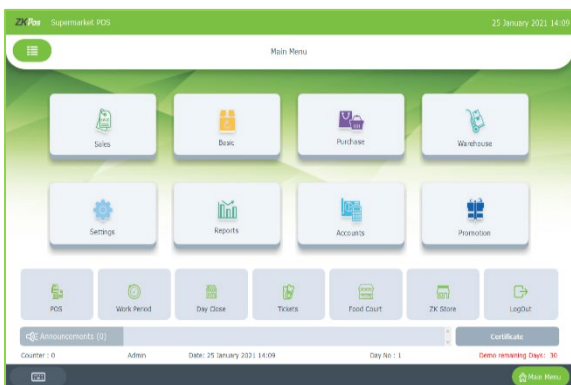 ZKPos Supermarket POS 25 January 2021 14:09
Main Menu
Sales Basic Purchase Warehouse
Settings Reports Accounts Promotion
POS Work Period Day Close Tickets Food Court ZK Store LogOut
Announcements (0) Certificate
Counter : 0 Admin Date: 25 January 2021 14:09 Day No : 1 Demo remaining Days: 30
Main Menu